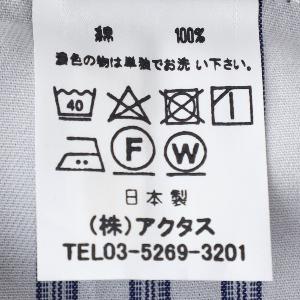 綿 100%
濃色の物は単独でお洗い下さい。
40
F W
日本製
(株)アクタス
TEL03-5269-3201